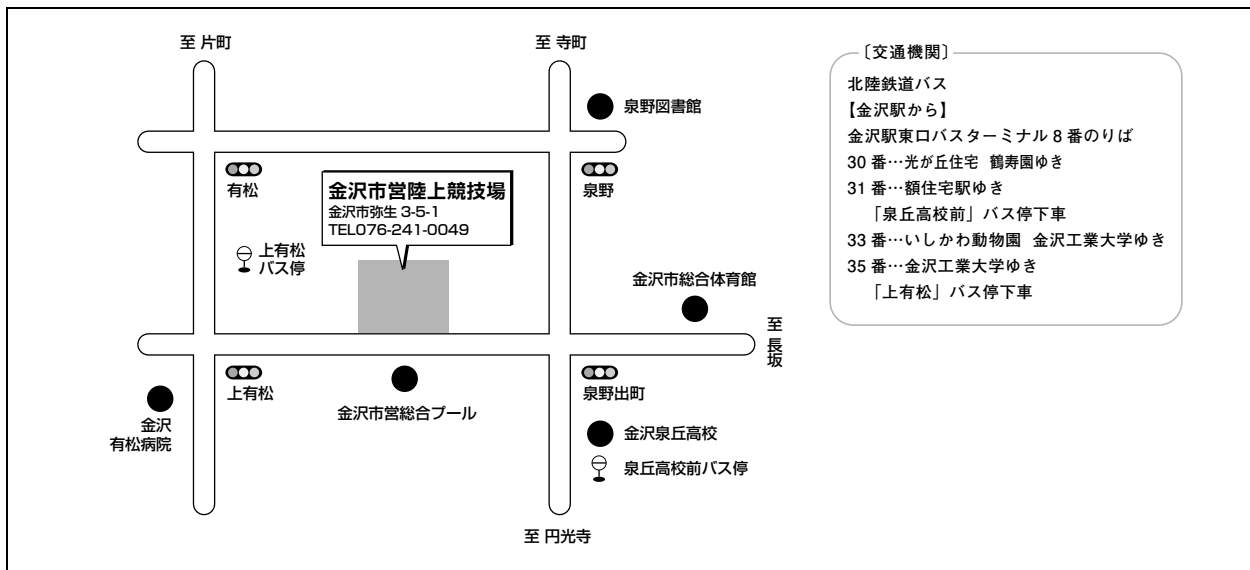 至 片町
至 寺町
泉野図書館
有松
泉野
金沢市営陸上競技場
金沢市弥生 3-5-1
TEL076-241-0049
上有松
バス停
金沢市総合体育館
至 長坂
上有松
金沢市営総合プール
泉野出町
金沢
有松病院
金沢泉丘高校
泉丘高校前バス停
至 円光寺
〔交通機関〕
北陸鉄道バス
【金沢駅から】
金沢駅東口バスターミナル 8 番のりば
30 番…光が丘住宅 鶴寿園ゆき
31 番…額住宅駅ゆき
「泉丘高校前」バス停下車
33 番…いしかわ動物園 金沢工業大学ゆき
35 番…金沢工業大学ゆき
「上有松」バス停下車